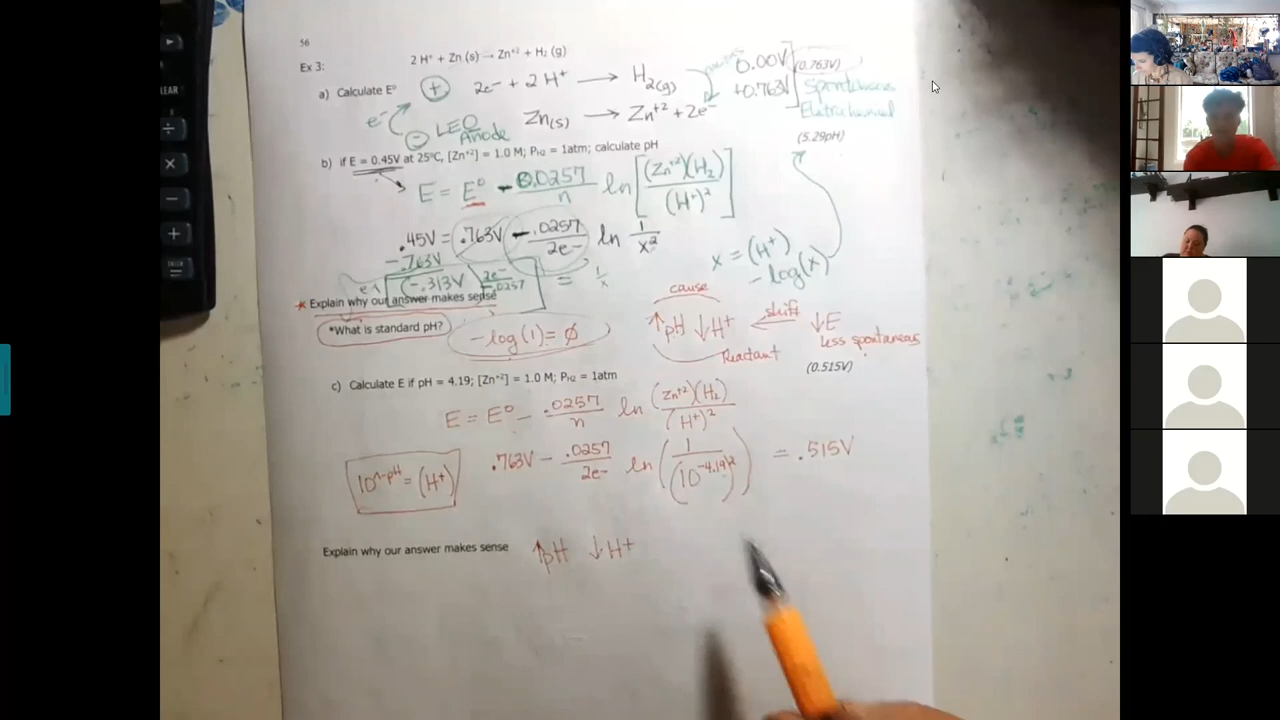 56
Ex 3:
2 H⁺ + Zn (s) → Zn⁺² + H₂ (g)
a) Calculate E°
⊕ 2e⁻ + 2H⁺ ⟶ H₂(g) 0.00V (0.763V)
Zn(s) ⟶ Zn⁺² + 2e⁻ +0.763V Spontaneous
e⁻ ⊖ LEO Electrochemical
Anode
(5.29pH)
b) if E = 0.45V at 25°C, [Zn⁺²] = 1.0 M; P_H2 = 1atm; calculate pH
E = E° - 0.0257/n ln [(Zn⁺²)(H₂)/(H⁺)²]
.45V = .763V - .0257/2e- ln 1/x²
-.763V
x = (H⁺)
-log(x)
(-.313V 2e-/.0257 = 1/x
* Explain why our answer makes sense
cause
*What is standard pH?
-log(1) = ∅
↑pH ↓H⁺ ⟵ shift ↓E
less spontaneous
Reactant
(0.515V)
c) Calculate E if pH = 4.19; [Zn⁺²] = 1.0 M; P_H2 = 1atm
E = E° - .0257/n ln (Zn⁺²)(H₂)/(H⁺)²
.763V - .0257/2e- ln (1/(10^-4.19)²) = .515V
10^-pH = (H⁺)
Explain why our answer makes sense ↑pH ↓H⁺